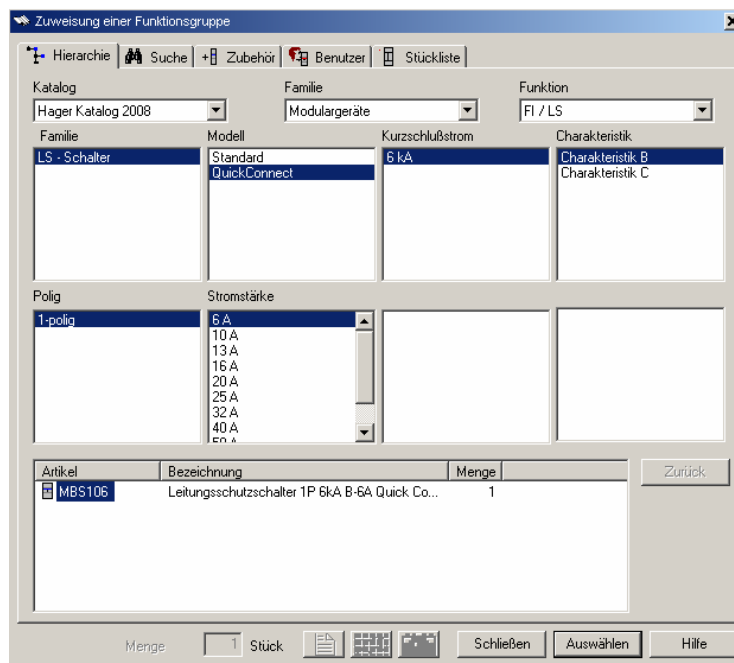 Zuweisung einer Funktionsgruppe
Hierarchie Suche Zubehör Benutzer Stückliste
Katalog Familie Funktion
Hager Katalog 2008 Modulargeräte FI / LS
Familie Modell Kurzschlußstrom Charakteristik
LS - Schalter Standard 6 kA Charakteristik B
QuickConnect Charakteristik C
Polig Stromstärke
1-polig 6 A
10 A
13 A
16 A
20 A
25 A
32 A
40 A
50 A
Artikel Bezeichnung Menge Zurück
MBS106 Leitungsschutzschalter 1P 6kA B-6A Quick Co... 1
Menge 1 Stück Schließen Auswählen Hilfe